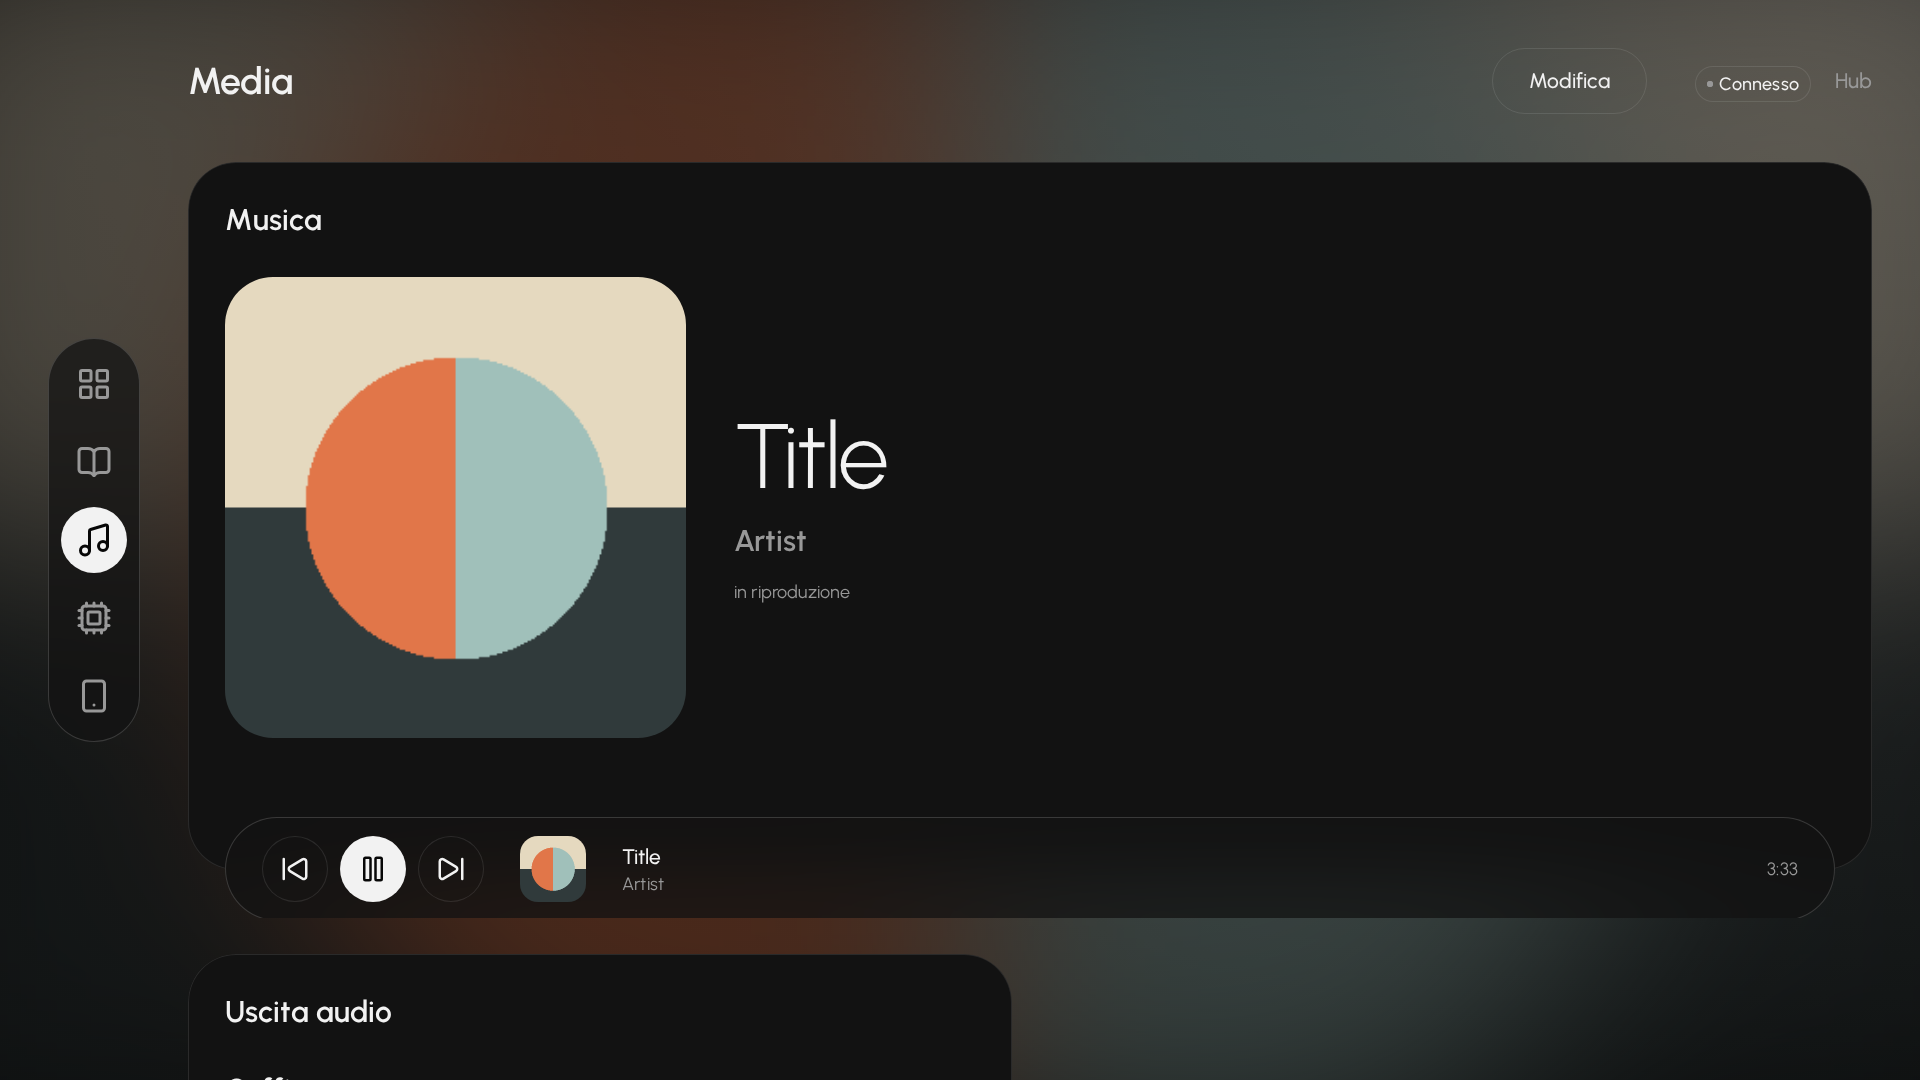 Media
Modifica
Connesso
Hub
Musica
Title
Artist
in riproduzione
Title
Artist
3:33
Uscita audio